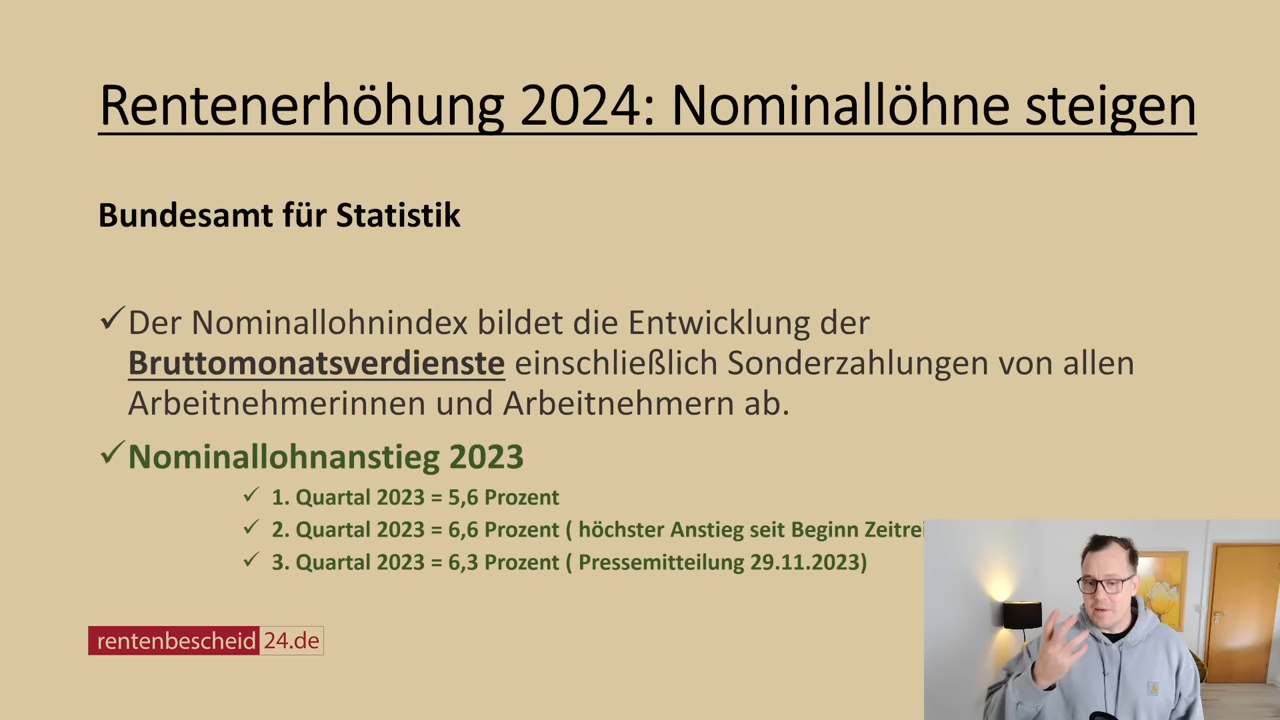 Rentenerhöhung 2024: Nominallöhne steigen
Bundesamt für Statistik
✓Der Nominallohnindex bildet die Entwicklung der
Bruttomonatsverdienste einschließlich Sonderzahlungen von allen
Arbeitnehmerinnen und Arbeitnehmern ab.
✓Nominallohnanstieg 2023
✓ 1. Quartal 2023 = 5,6 Prozent
✓ 2. Quartal 2023 = 6,6 Prozent ( höchster Anstieg seit Beginn
✓ 3. Quartal 2023 = 6,3 Prozent ( Pressemitteilung 29.11.2023)
rentenbescheid 24.de